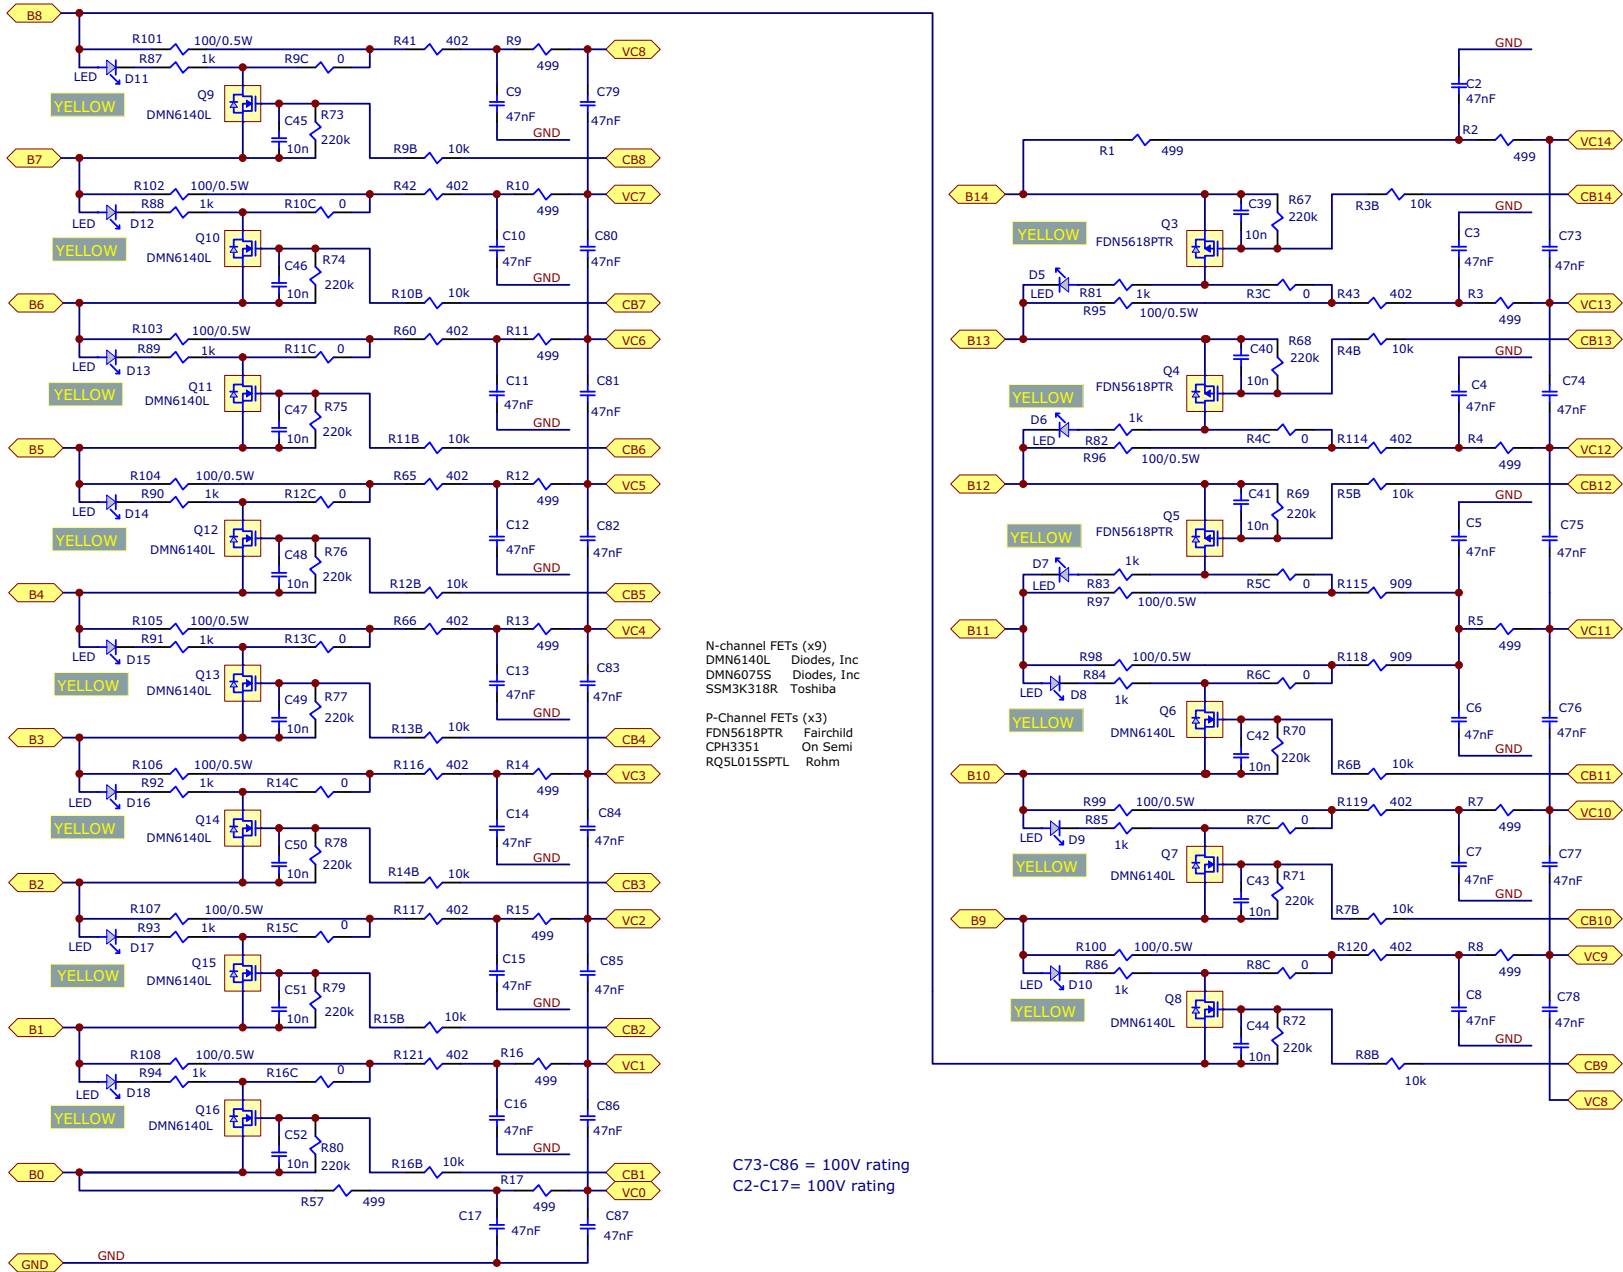 B8
R101 100/0.5W R41 402 R9 499 VC8
R87 1k R9C 0
LED D11
YELLOW
Q9
DMN6140L
C45 10n R73 220k
C9 47nF C79 47nF
GND
B7 R9B 10k CB8
R102 100/0.5W R42 402 R10 499 VC7
R88 1k R10C 0
LED D12
YELLOW
Q10
DMN6140L
C46 10n R74 220k
C10 47nF C80 47nF
GND
B6 R10B 10k CB7
R103 100/0.5W R60 402 R11 499 VC6
R89 1k R11C 0
LED D13
YELLOW
Q11
DMN6140L
C47 10n R75 220k
C11 47nF C81 47nF
GND
B5 R11B 10k CB6
R104 100/0.5W R65 402 R12 499 VC5
R90 1k R12C 0
LED D14
YELLOW
Q12
DMN6140L
C48 10n R76 220k
C12 47nF C82 47nF
GND
B4 R12B 10k CB5
R105 100/0.5W R66 402 R13 499 VC4
R91 1k R13C 0
LED D15
YELLOW
Q13
DMN6140L
C49 10n R77 220k
C13 47nF C83 47nF
GND
B3 R13B 10k CB4
R106 100/0.5W R116 402 R14 499 VC3
R92 1k R14C 0
LED D16
YELLOW
Q14
DMN6140L
C50 10n R78 220k
C14 47nF C84 47nF
GND
B2 R14B 10k CB3
R107 100/0.5W R117 402 R15 499 VC2
R93 1k R15C 0
LED D17
YELLOW
Q15
DMN6140L
C51 10n R79 220k
C15 47nF C85 47nF
GND
B1 R15B 10k CB2
R108 100/0.5W R121 402 R16 499 VC1
R94 1k R16C 0
LED D18
YELLOW
Q16
DMN6140L
C52 10n R80 220k
C16 47nF C86 47nF
GND
B0 R16B 10k CB1
R57 499 R17 499 VC0
C17 47nF C87 47nF
GND GND
N-channel FETs (x9)
DMN6140L Diodes, Inc
DMN6075S Diodes, Inc
SSM3K318R Toshiba
P-Channel FETs (x3)
FDN5618PTR Fairchild
CPH3351 On Semi
RQ5L015SPTL Rohm
C73-C86 = 100V rating
C2-C17= 100V rating
GND
C2 47nF
R1 499 R2 499 VC14
B14 R3B 10k CB14
C39 10n R67 220k
Q3
FDN5618PTR
YELLOW
GND
C3 47nF C73 47nF
D5 LED R81 1k R3C 0
R95 100/0.5W R43 402 R3 499 VC13
B13 R4B 10k CB13
C40 10n R68 220k
Q4
FDN5618PTR
YELLOW
GND
C4 47nF C74 47nF
D6 LED R82 1k R4C 0
R96 100/0.5W R114 402 R4 499 VC12
B12 R5B 10k CB12
C41 10n R69 220k
Q5
FDN5618PTR
YELLOW
GND
C5 47nF C75 47nF
D7 LED R83 1k R5C 0
R97 100/0.5W R115 909
B11 R5 499 VC11
R98 100/0.5W R118 909
R84 1k R6C 0
LED D8
YELLOW
Q6
DMN6140L
C42 10n R70 220k
C6 47nF C76 47nF
GND
B10 R6B 10k CB11
R99 100/0.5W R119 402 R7 499 VC10
R85 1k R7C 0
LED D9
YELLOW
Q7
DMN6140L
C43 10n R71 220k
C7 47nF C77 47nF
GND
B9 R7B 10k CB10
R100 100/0.5W R120 402 R8 499 VC9
R86 1k R8C 0
LED D10
YELLOW
Q8
DMN6140L
C44 10n R72 220k
C8 47nF C78 47nF
GND
R8B 10k CB9
VC8